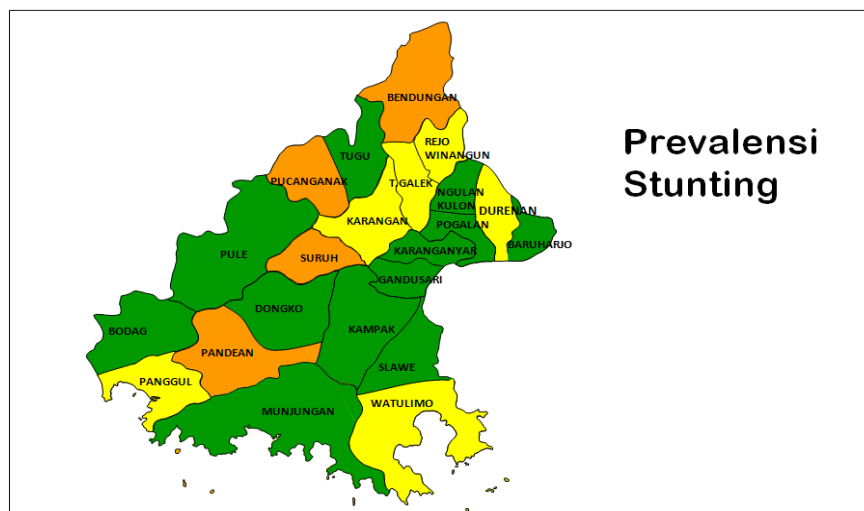 Prevalensi
Stunting
BENDUNGAN
REJO
WINANGUN
TUGU
PUCANGANAK
T.GALEK
NGULAN
KULON
DURENAN
KARANGAN
POGALAN
BARUHARJO
KARANGANYAR
PULE
SURUH
GANDUSARI
DONGKO
BODAG
KAMPAK
PANDEAN
SLAWE
PANGGUL
WATULIMO
MUNJUNGAN